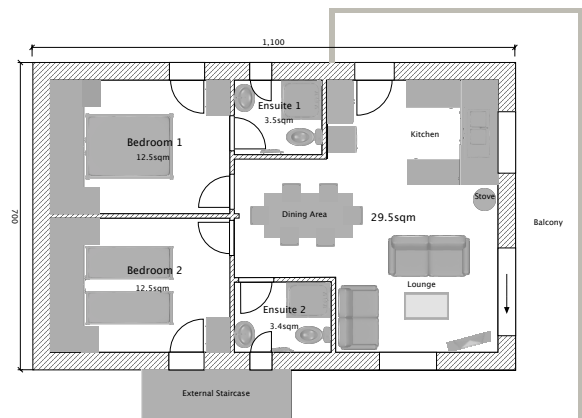 1,100
700
Ensuite 1
3.5sqm
Bedroom 1
12.5sqm
Kitchen
Stove
Dining Area
29.5sqm
Balcony
Bedroom 2
12.5sqm
Lounge
Ensuite 2
3.4sqm
External Staircase